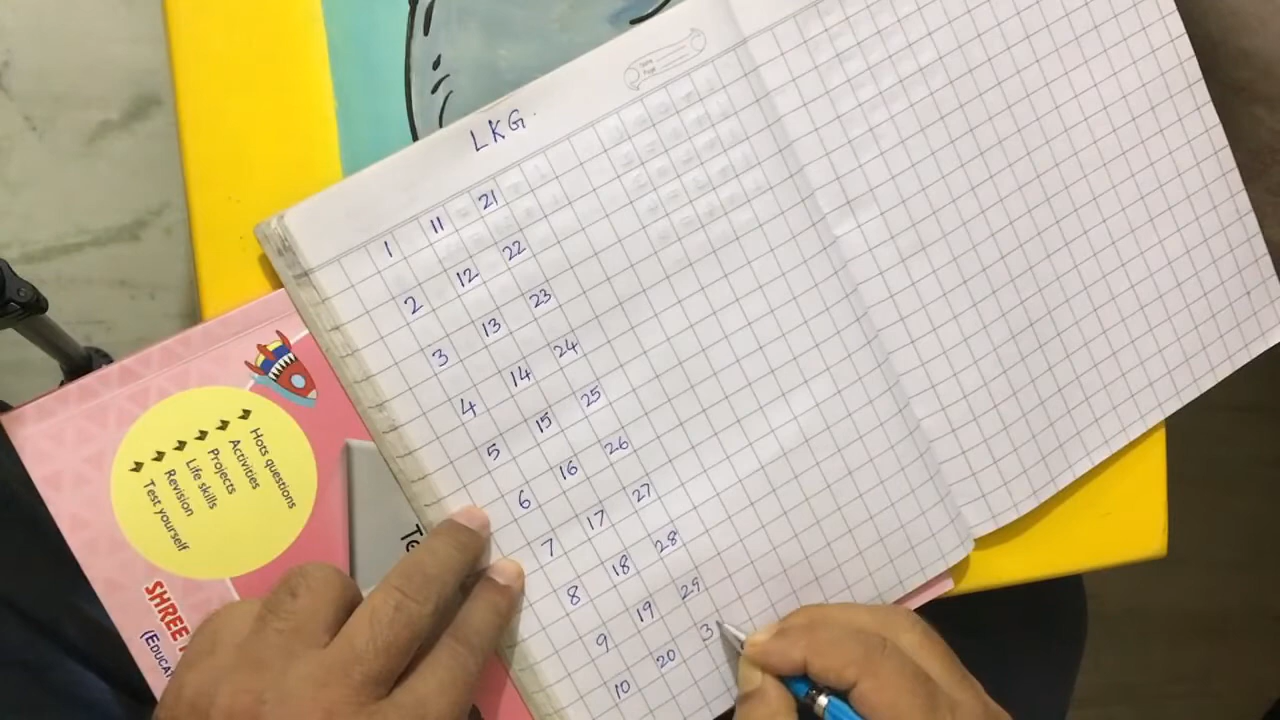 LKG
1 11 21
2 12 22
3 13 23
4 14 24
5 15 25
6 16 26
7 17 27
8 18 28
9 19 29
10 20 3
Hots questions
Activities
Projects
Life skills
Revision
Test yourself
SHREE